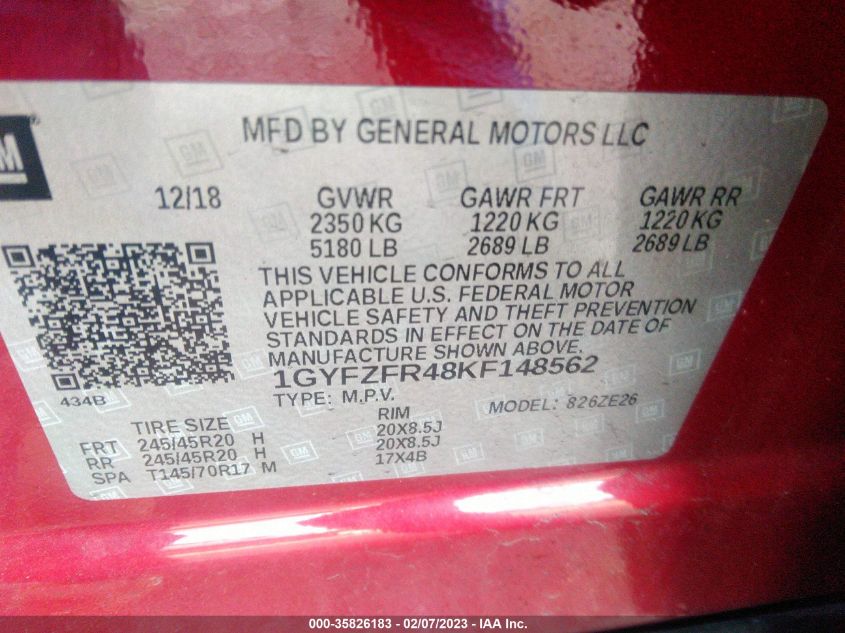 GM
MFD BY GENERAL MOTORS LLC
12/18 GVWR GAWR FRT GAWR RR
2350 KG 1220 KG 1220 KG
5180 LB 2689 LB 2689 LB
THIS VEHICLE CONFORMS TO ALL
APPLICABLE U.S. FEDERAL MOTOR
VEHICLE SAFETY AND THEFT PREVENTION
STANDARDS IN EFFECT ON THE DATE OF
MANUFACTURE SHOWN ABOVE.
1GYFZFR48KF148562
434B
TYPE: M.P.V. MODEL: 826ZE26
TIRE SIZE RIM
FRT 245/45R20 H 20X8.5J
RR 245/45R20 H 20X8.5J
SPA T145/70R17 M 17X4B
000-35826183 - 02/07/2023 - IAA Inc.